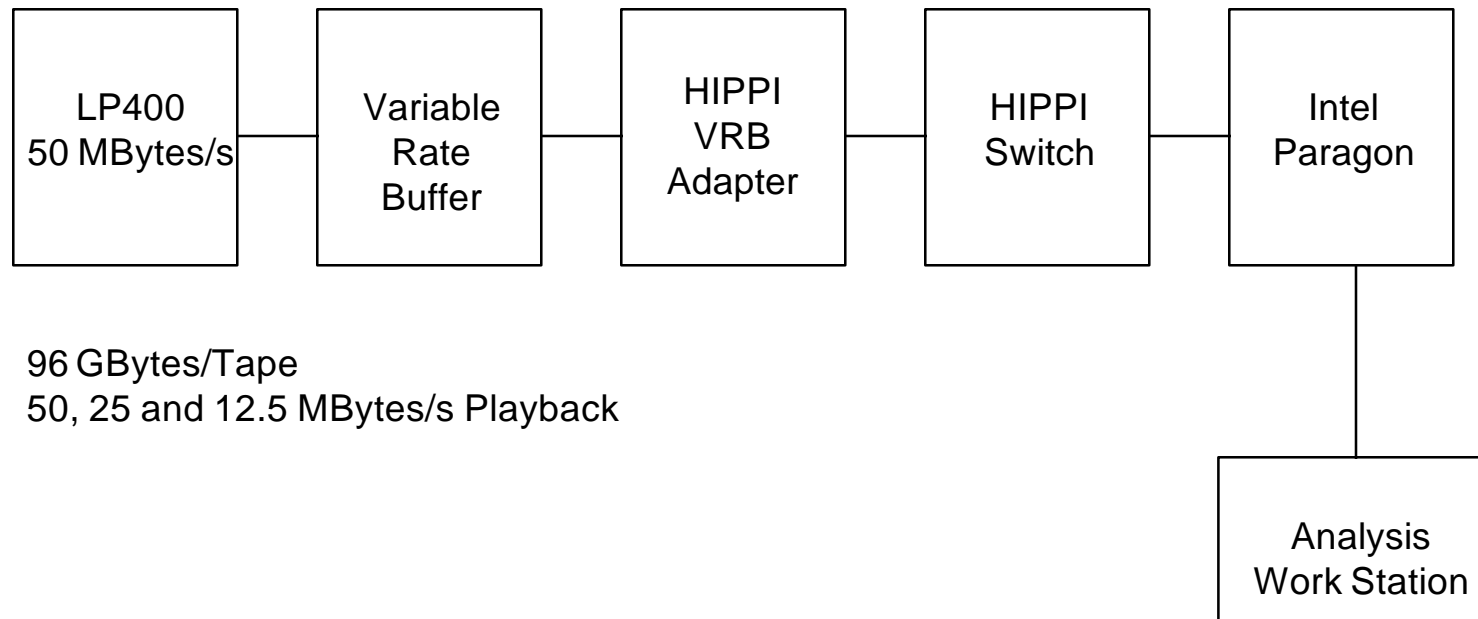 LP400
50 MBytes/s
Variable
Rate
Buffer
HIPPI
VRB
Adapter
HIPPI
Switch
Intel
Paragon
96 GBytes/Tape
50, 25 and 12.5 MBytes/s Playback
Analysis
Work Station